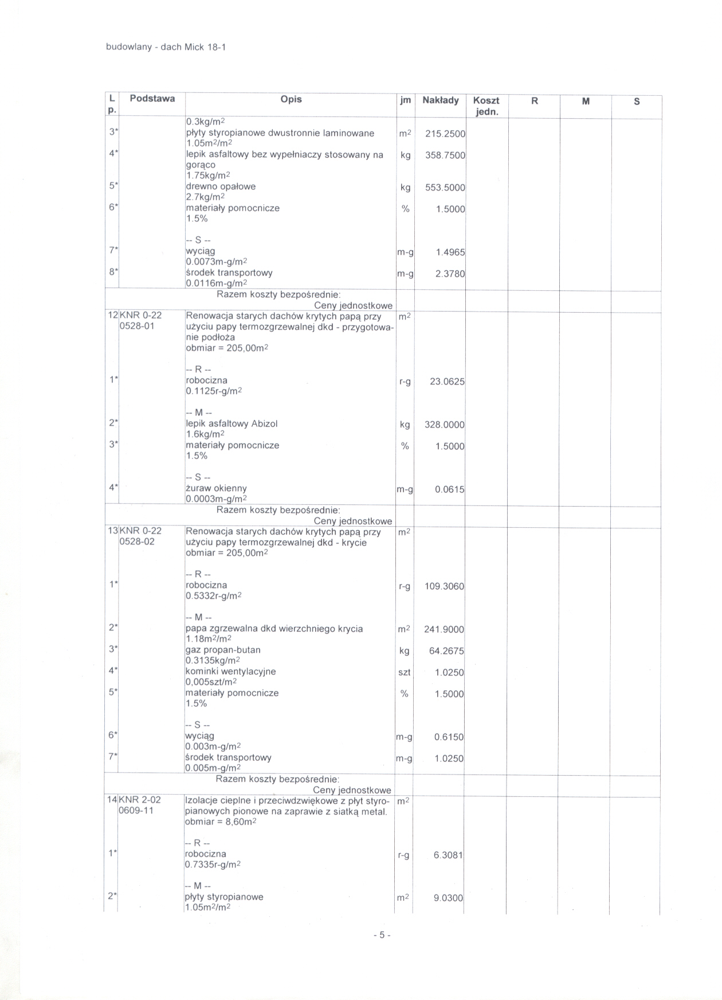 budowlany - dach Mick 18-1
L p. Podstawa Opis jm Nakłady Koszt jedn. R M S
0.3kg/m2
3* płyty styropianowe dwustronnie laminowane m2 215.2500
1.05m2/m2
4* lepik asfaltowy bez wypełniaczy stosowany na kg 358.7500
gorąco
1.75kg/m2
5* drewno opałowe kg 553.5000
2.7kg/m2
6* materiały pomocnicze % 1.5000
1.5%
-- S --
7* wyciąg m-g 1.4965
0.0073m-g/m2
8* środek transportowy m-g 2.3780
0.0116m-g/m2
Razem koszty bezpośrednie:
Ceny jednostkowe
12 KNR 0-22 Renowacja starych dachów krytych papą przy m2
0528-01 użyciu papy termozgrzewalnej dkd - przygotowa-
nie podłoża
obmiar = 205,00m2
-- R --
1* robocizna r-g 23.0625
0.1125r-g/m2
-- M --
2* lepik asfaltowy Abizol kg 328.0000
1.6kg/m2
3* materiały pomocnicze % 1.5000
1.5%
-- S --
4* żuraw okienny m-g 0.0615
0.0003m-g/m2
Razem koszty bezpośrednie:
Ceny jednostkowe
13 KNR 0-22 Renowacja starych dachów krytych papą przy m2
0528-02 użyciu papy termozgrzewalnej dkd - krycie
obmiar = 205,00m2
-- R --
1* robocizna r-g 109.3060
0.5332r-g/m2
-- M --
2* papa zgrzewalna dkd wierzchniego krycia m2 241.9000
1.18m2/m2
3* gaz propan-butan kg 64.2675
0.3135kg/m2
4* kominki wentylacyjne szt 1.0250
0,005szt/m2
5* materiały pomocnicze % 1.5000
1.5%
-- S --
6* wyciąg m-g 0.6150
0.003m-g/m2
7* środek transportowy m-g 1.0250
0.005m-g/m2
Razem koszty bezpośrednie:
Ceny jednostkowe
14 KNR 2-02 Izolacje cieplne i przeciwdzwiękowe z płyt styro- m2
0609-11 pianowych pionowe na zaprawie z siatką metal.
obmiar = 8,60m2
-- R --
1* robocizna r-g 6.3081
0.7335r-g/m2
-- M --
2* płyty styropianowe m2 9.0300
1.05m2/m2
- 5 -